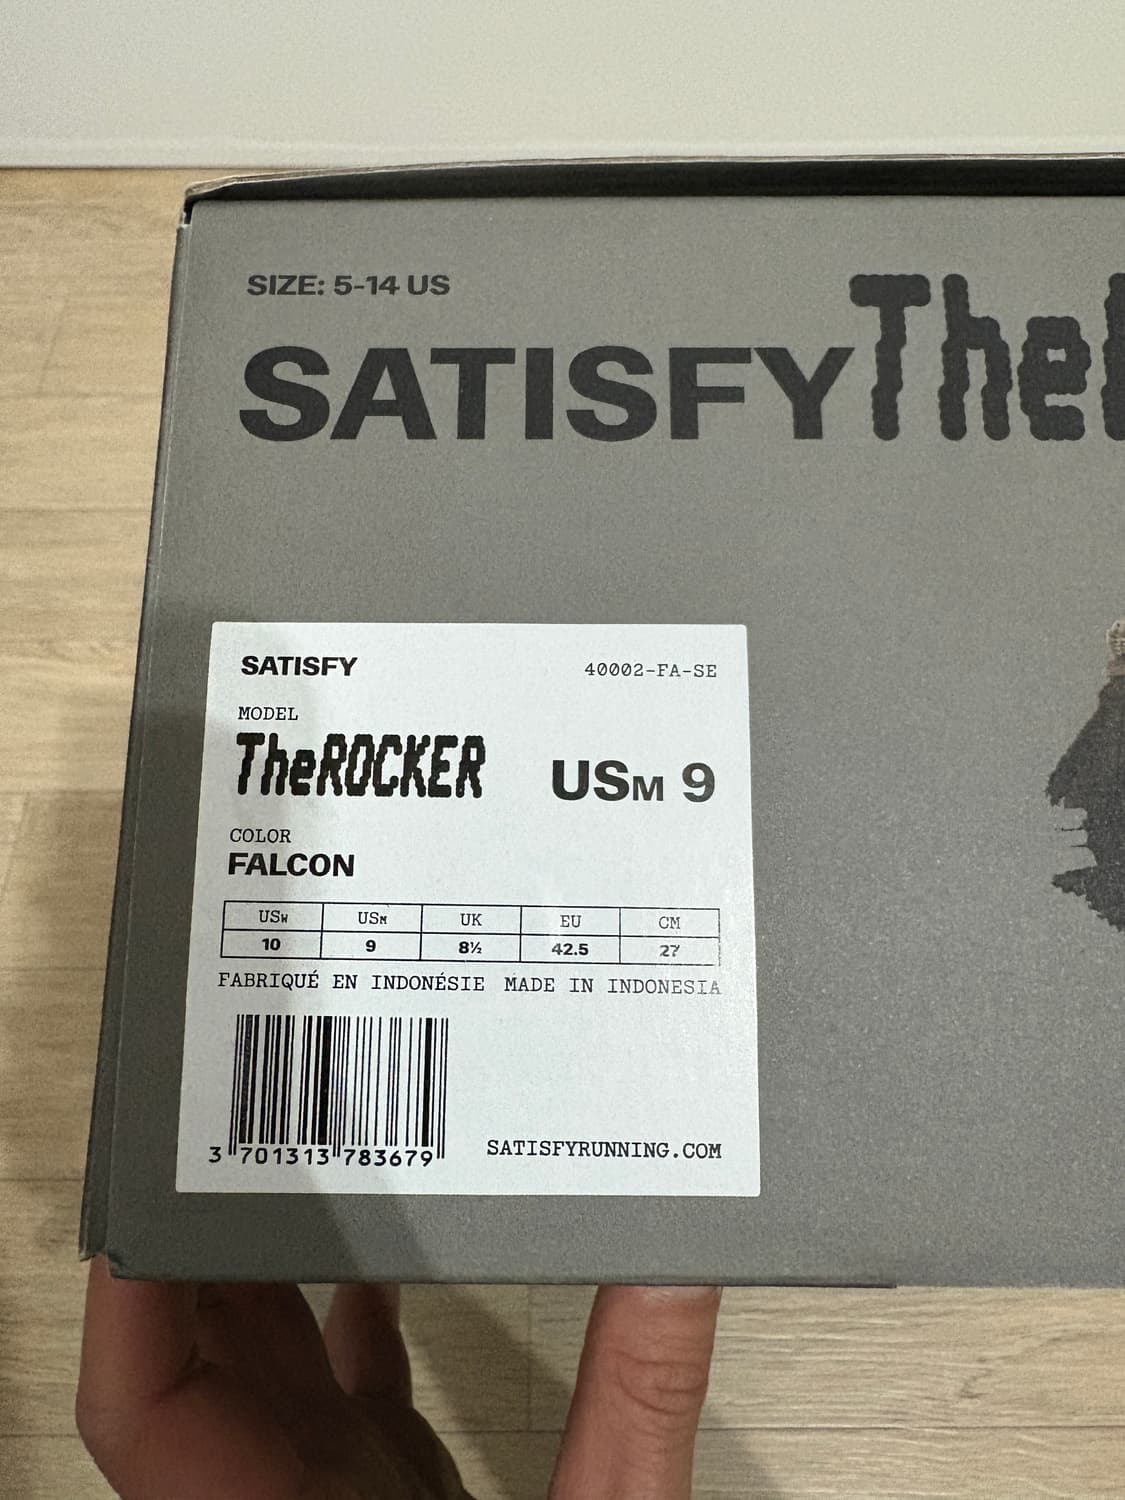 SIZE: 5-14 US
SATISFY The
SATISFY
40002-FA-SE
MODEL
TheROCKER
USM 9
COLOR
FALCON
USW USM UK EU CM
10 9 8½ 42.5 27
FABRIQUÉ EN INDONÉSIE MADE IN INDONESIA
3 701313 783679
SATISFYRUNNING.COM